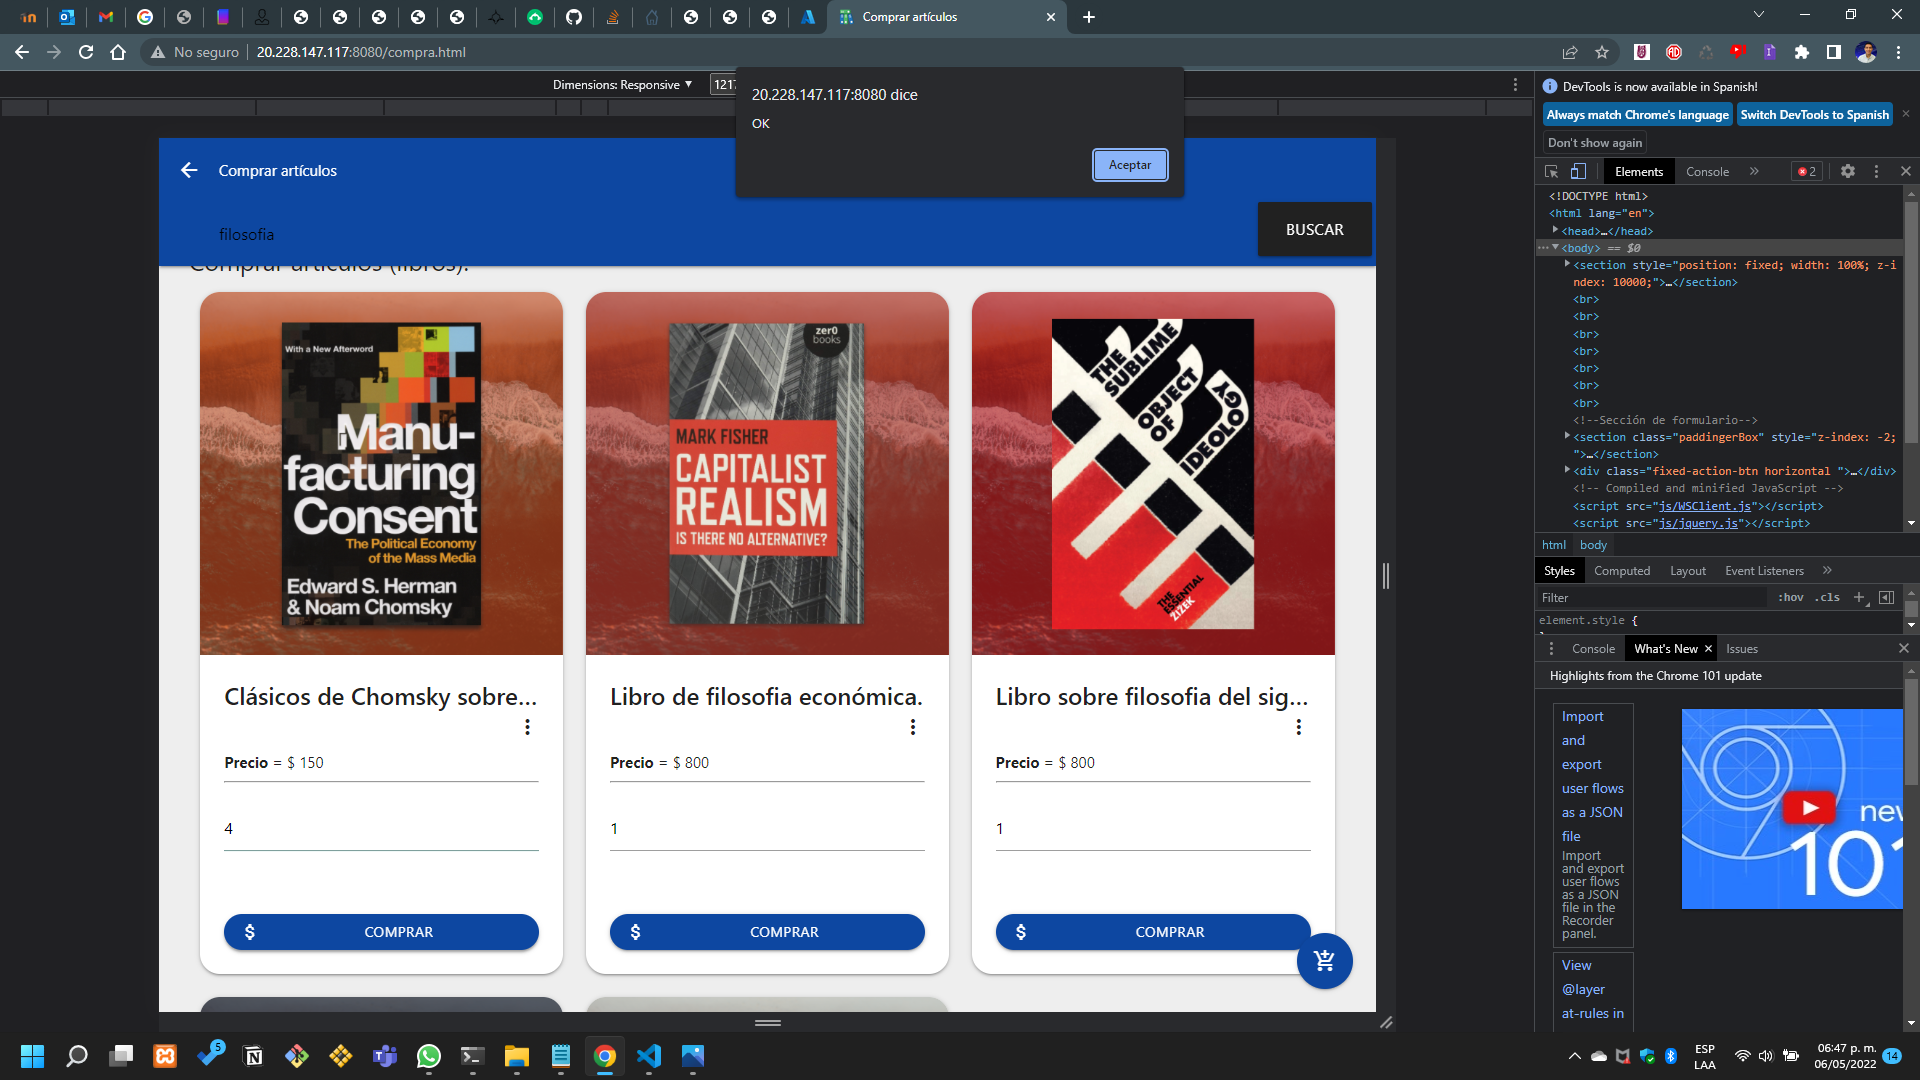 Comprar artículos
No seguro
20.228.147.117:8080/compra.html
Dimensions: Responsive
1217
20.228.147.117:8080 dice
OK
Aceptar
Comprar artículos
filosofia
BUSCAR
Comprar artículos (libros):
With a New Afterword
Manu-
facturing
Consent
The Political Economy
of the Mass Media
Edward S. Herman
& Noam Chomsky
zer0
books
MARK FISHER
CAPITALIST
REALISM
IS THERE NO ALTERNATIVE?
THE
SUBLIME
OBJECT
OF
IDEOLOGY
THE
ESSENTIAL
ZIZEK
Clásicos de Chomsky sobre...
Precio = $ 150
4
COMPRAR
Libro de filosofia económica.
Precio = $ 800
1
COMPRAR
Libro sobre filosofia del sig...
Precio = $ 800
1
COMPRAR
DevTools is now available in Spanish!
Always match Chrome's language
Switch DevTools to Spanish
Don't show again
Elements
Console
2
<!DOCTYPE html>
<html lang="en">
<head>…</head>
<body> == $0
<section style="position: fixed; width: 100%; z-i
ndex: 10000;">…</section>
<br>
<br>
<br>
<br>
<br>
<br>
<br>
<!--Sección de formulario-->
<section class="paddingerBox" style="z-index: -2;
">…</section>
<div class="fixed-action-btn horizontal ">…</div>
<!-- Compiled and minified JavaScript -->
<script src="js/WSClient.js"></script>
<script src="js/jquery.js"></script>
html
body
Styles
Computed
Layout
Event Listeners
Filter
:hov
.cls
element.style {
Console
What's New
Issues
Highlights from the Chrome 101 update
Import
and
export
user flows
as a JSON
file
Import
and export
user flows
as a JSON
file in the
Recorder
panel.
new
101
View
@layer
at-rules in
5
ESP
LAA
06:47 p. m.
06/05/2022
14